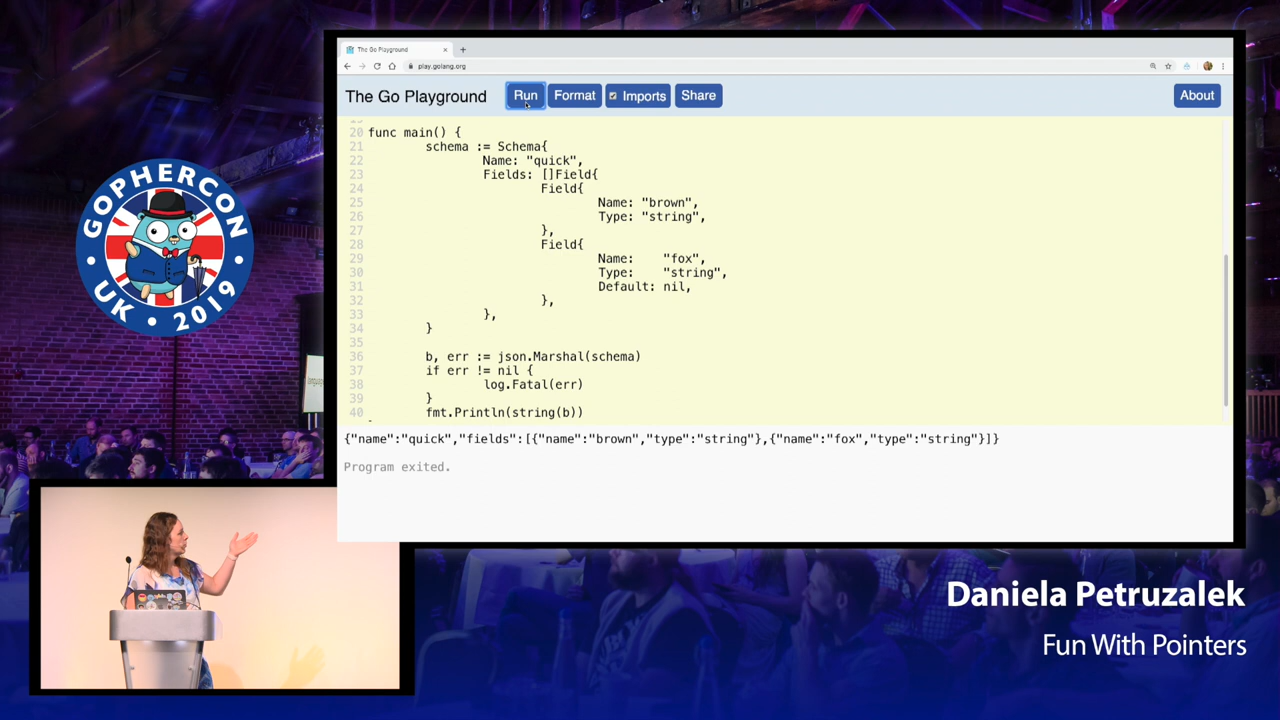 The Go Playground
play.golang.org
The Go Playground
Run
Format
Imports
Share
About
20 func main() {
21 schema := Schema{
22 Name: "quick",
23 Fields: []Field{
24 Field{
25 Name: "brown",
26 Type: "string",
27 },
28 Field{
29 Name: "fox",
30 Type: "string",
31 Default: nil,
32 },
33 },
34 }
35
36 b, err := json.Marshal(schema)
37 if err != nil {
38 log.Fatal(err)
39 }
40 fmt.Println(string(b))
{"name":"quick","fields":[{"name":"brown","type":"string"},{"name":"fox","type":"string"}]}
Program exited.
GOPHERCON
UK • 2019
Daniela Petruzalek
Fun With Pointers